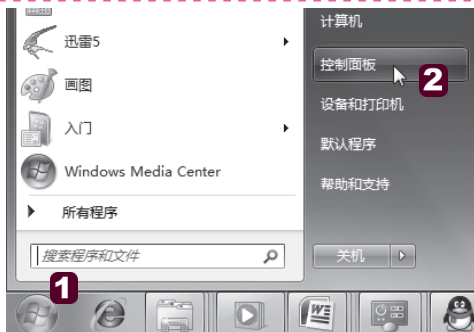 迅雷5
画图
入门
Windows Media Center
所有程序
搜索程序和文件
1
计算机
控制面板
2
设备和打印机
默认程序
帮助和支持
关机